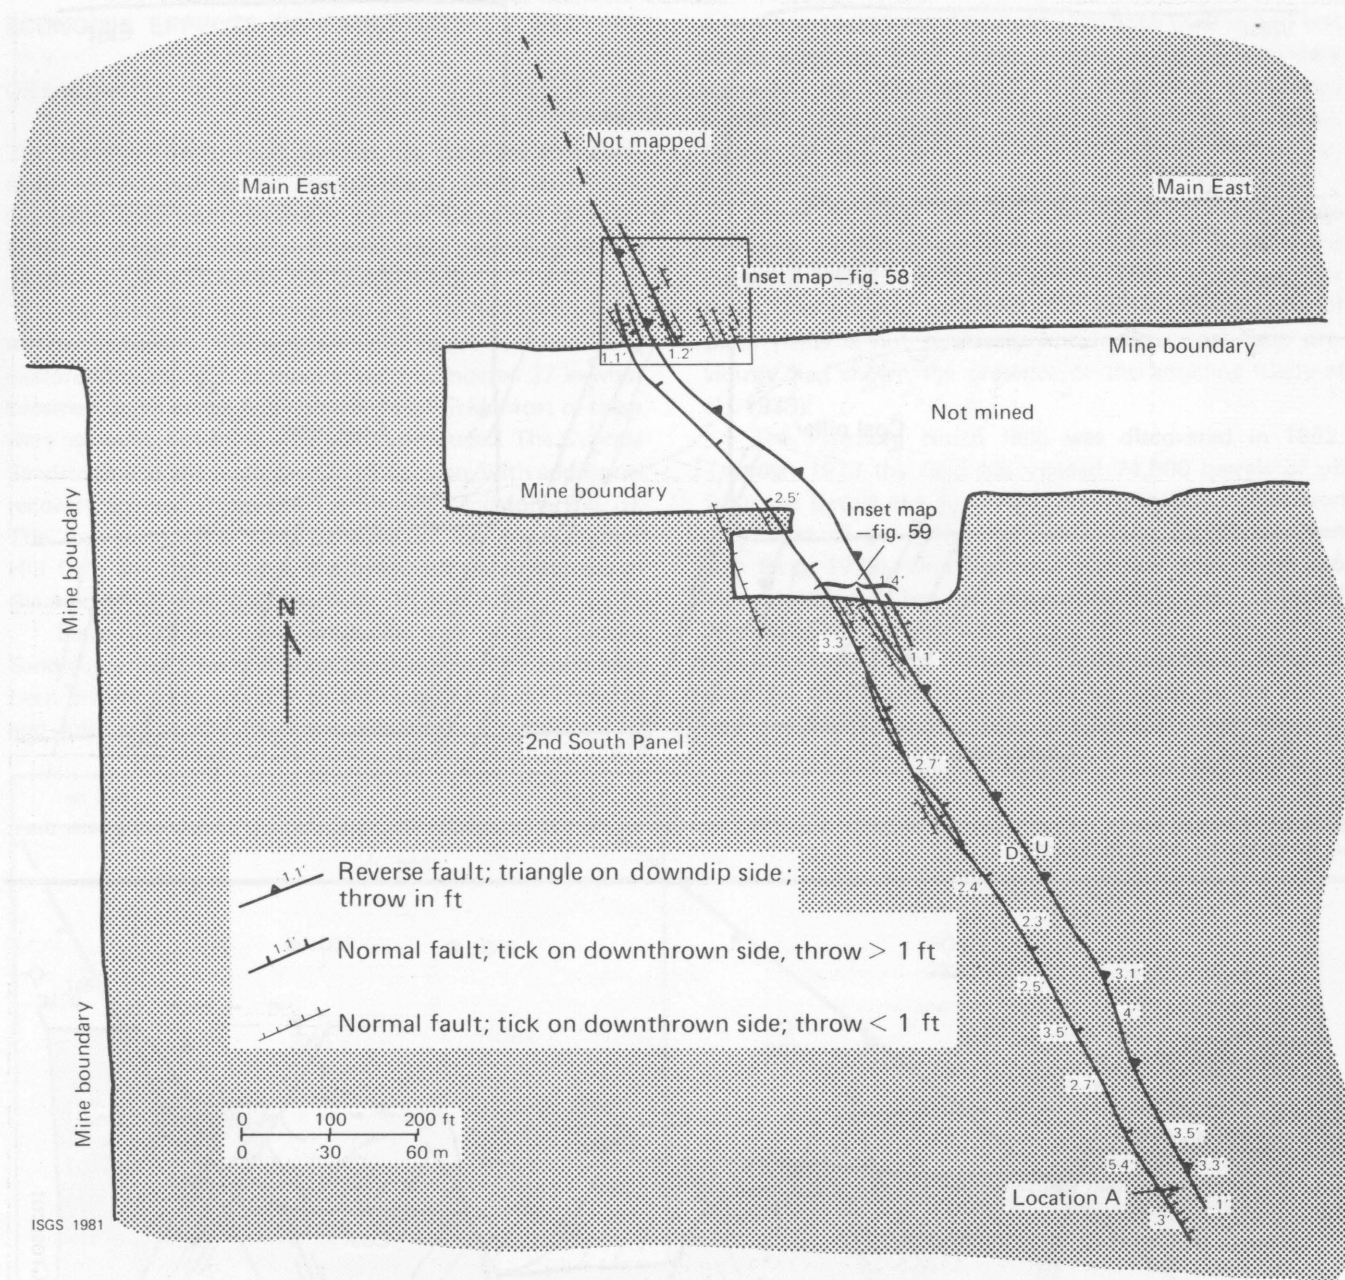 Not mapped
Main East
Main East
Inset map—fig. 58
1.1'
1.2'
Mine boundary
Not mined
Mine boundary
2.5'
Inset map
—fig. 59
1.4'
Mine boundary
N
3.3'
1.1'
2nd South Panel
2.7'
D
U
1.1'
Reverse fault; triangle on downdip side;
throw in ft
2.4'
2.3'
1.1'
Normal fault; tick on downthrown side, throw > 1 ft
3.1'
2.5'
4'
Normal fault; tick on downthrown side; throw < 1 ft
3.5'
Mine boundary
2.7'
0 100 200 ft
0 30 60 m
3.5'
5.4'
3.3'
Location A
.1'
.3'
ISGS 1981